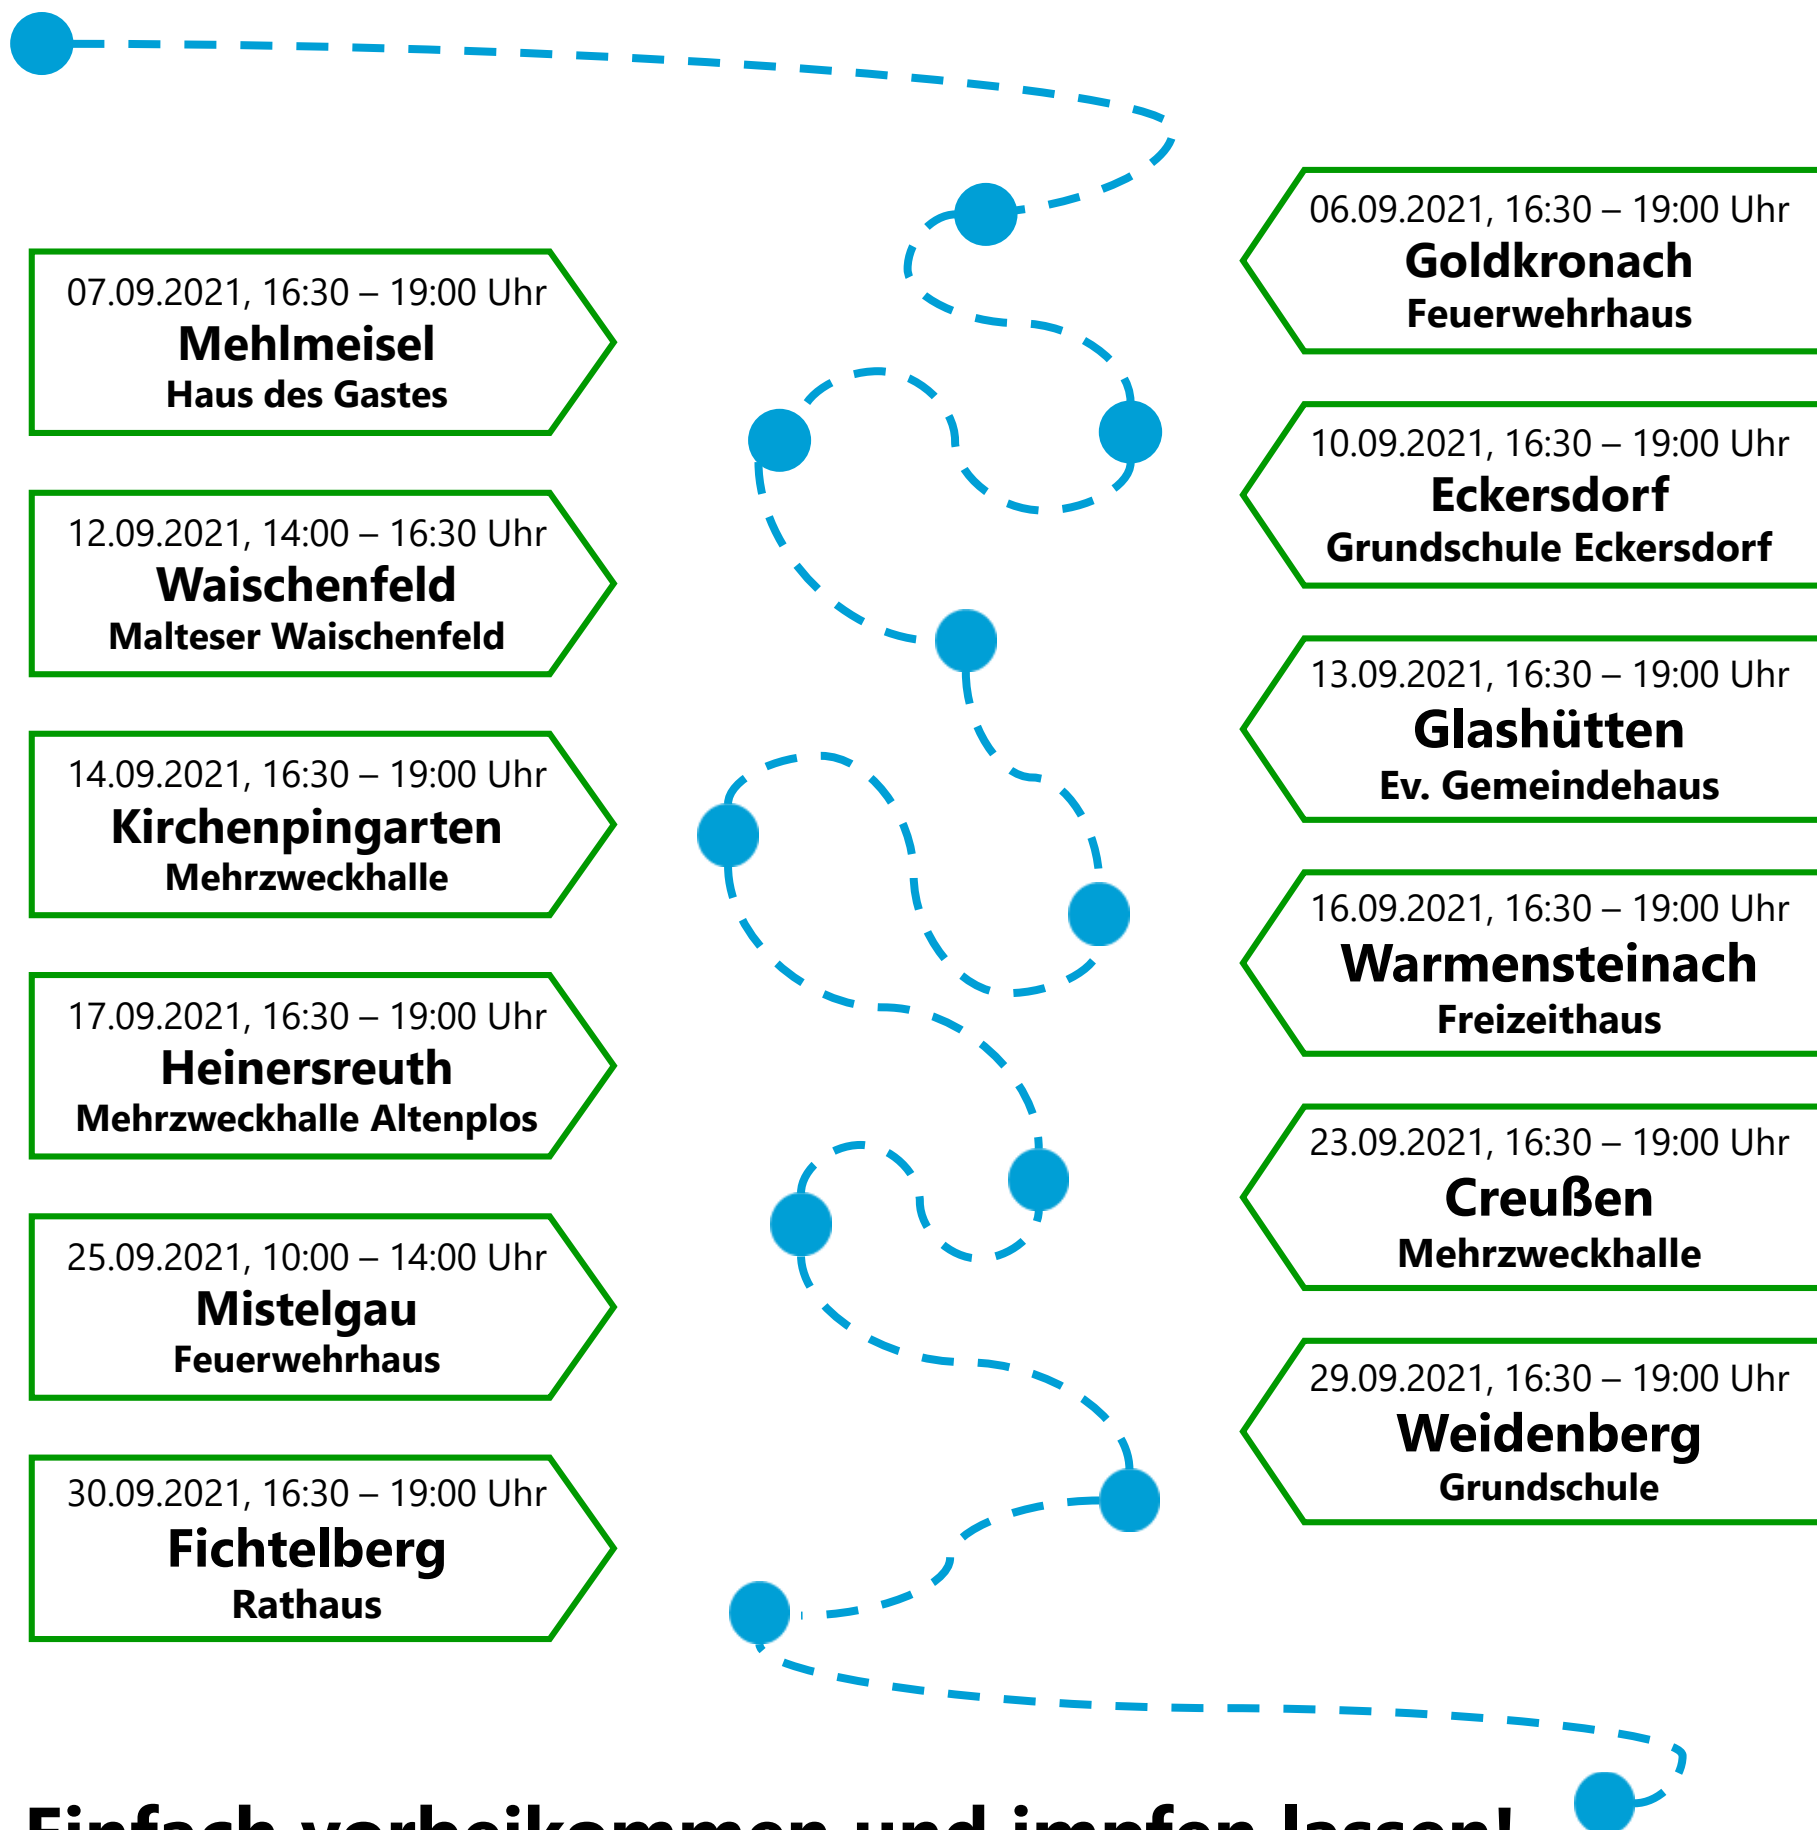 06.09.2021, 16:30 – 19:00 Uhr
Goldkronach
Feuerwehrhaus
07.09.2021, 16:30 – 19:00 Uhr
Mehlmeisel
Haus des Gastes
10.09.2021, 16:30 – 19:00 Uhr
Eckersdorf
Grundschule Eckersdorf
12.09.2021, 14:00 – 16:30 Uhr
Waischenfeld
Malteser Waischenfeld
13.09.2021, 16:30 – 19:00 Uhr
Glashütten
Ev. Gemeindehaus
14.09.2021, 16:30 – 19:00 Uhr
Kirchenpingarten
Mehrzweckhalle
16.09.2021, 16:30 – 19:00 Uhr
Warmensteinach
Freizeithaus
17.09.2021, 16:30 – 19:00 Uhr
Heinersreuth
Mehrzweckhalle Altenplos
23.09.2021, 16:30 – 19:00 Uhr
Creußen
Mehrzweckhalle
25.09.2021, 10:00 – 14:00 Uhr
Mistelgau
Feuerwehrhaus
29.09.2021, 16:30 – 19:00 Uhr
Weidenberg
Grundschule
30.09.2021, 16:30 – 19:00 Uhr
Fichtelberg
Rathaus
Einfach vorbeikommen und impfen lassen!